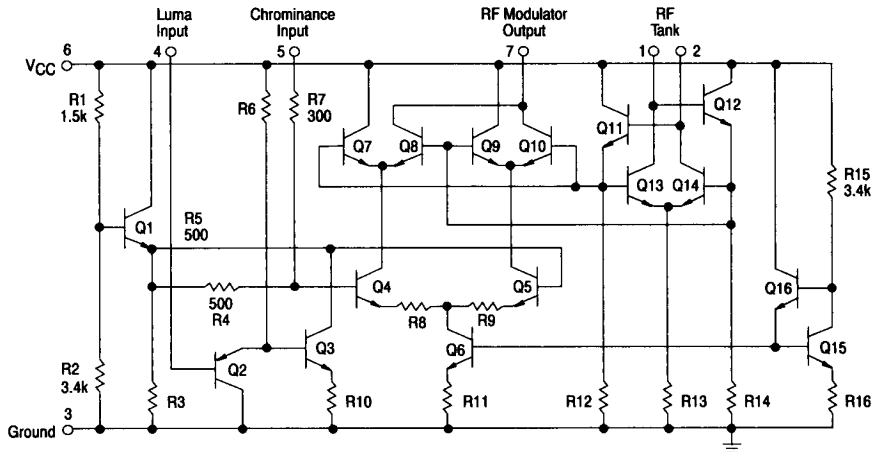 Luma
Input
4
Chrominance
Input
5
RF Modulator
Output
7
RF
Tank
1
2
6
VCC
R1
1.5k
R6
R7
300
Q7
Q8
Q9
Q10
Q11
Q12
Q13
Q14
R15
3.4k
Q1
R5
500
500
R4
Q4
Q5
R8
R9
Q16
R2
3.4k
Q2
Q3
Q6
Q15
R3
R10
R11
R12
R13
R14
R16
3
Ground